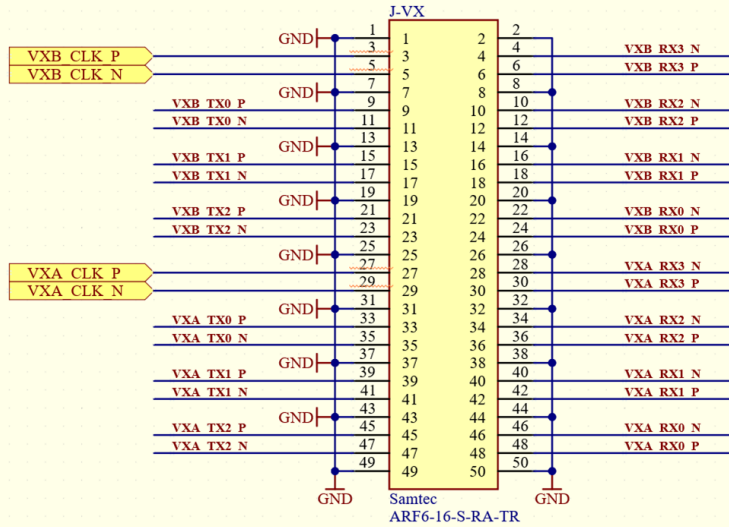 J-VX
GND 1 1 2 2
VXB_CLK_P 3 3 4 4 VXB_RX3_N
VXB_CLK_N 5 5 6 6 VXB_RX3_P
GND 7 7 8 8
VXB_TX0_P 9 9 10 10 VXB_RX2_N
VXB_TX0_N 11 11 12 12 VXB_RX2_P
GND 13 13 14 14
VXB_TX1_P 15 15 16 16 VXB_RX1_N
VXB_TX1_N 17 17 18 18 VXB_RX1_P
GND 19 19 20 20
VXB_TX2_P 21 21 22 22 VXB_RX0_N
VXB_TX2_N 23 23 24 24 VXB_RX0_P
GND 25 25 26 26
VXA_CLK_P 27 27 28 28 VXA_RX3_N
VXA_CLK_N 29 29 30 30 VXA_RX3_P
GND 31 31 32 32
VXA_TX0_P 33 33 34 34 VXA_RX2_N
VXA_TX0_N 35 35 36 36 VXA_RX2_P
GND 37 37 38 38
VXA_TX1_P 39 39 40 40 VXA_RX1_N
VXA_TX1_N 41 41 42 42 VXA_RX1_P
GND 43 43 44 44
VXA_TX2_P 45 45 46 46 VXA_RX0_N
VXA_TX2_N 47 47 48 48 VXA_RX0_P
49 49 50 50
GND GND
Samtec
ARF6-16-S-RA-TR